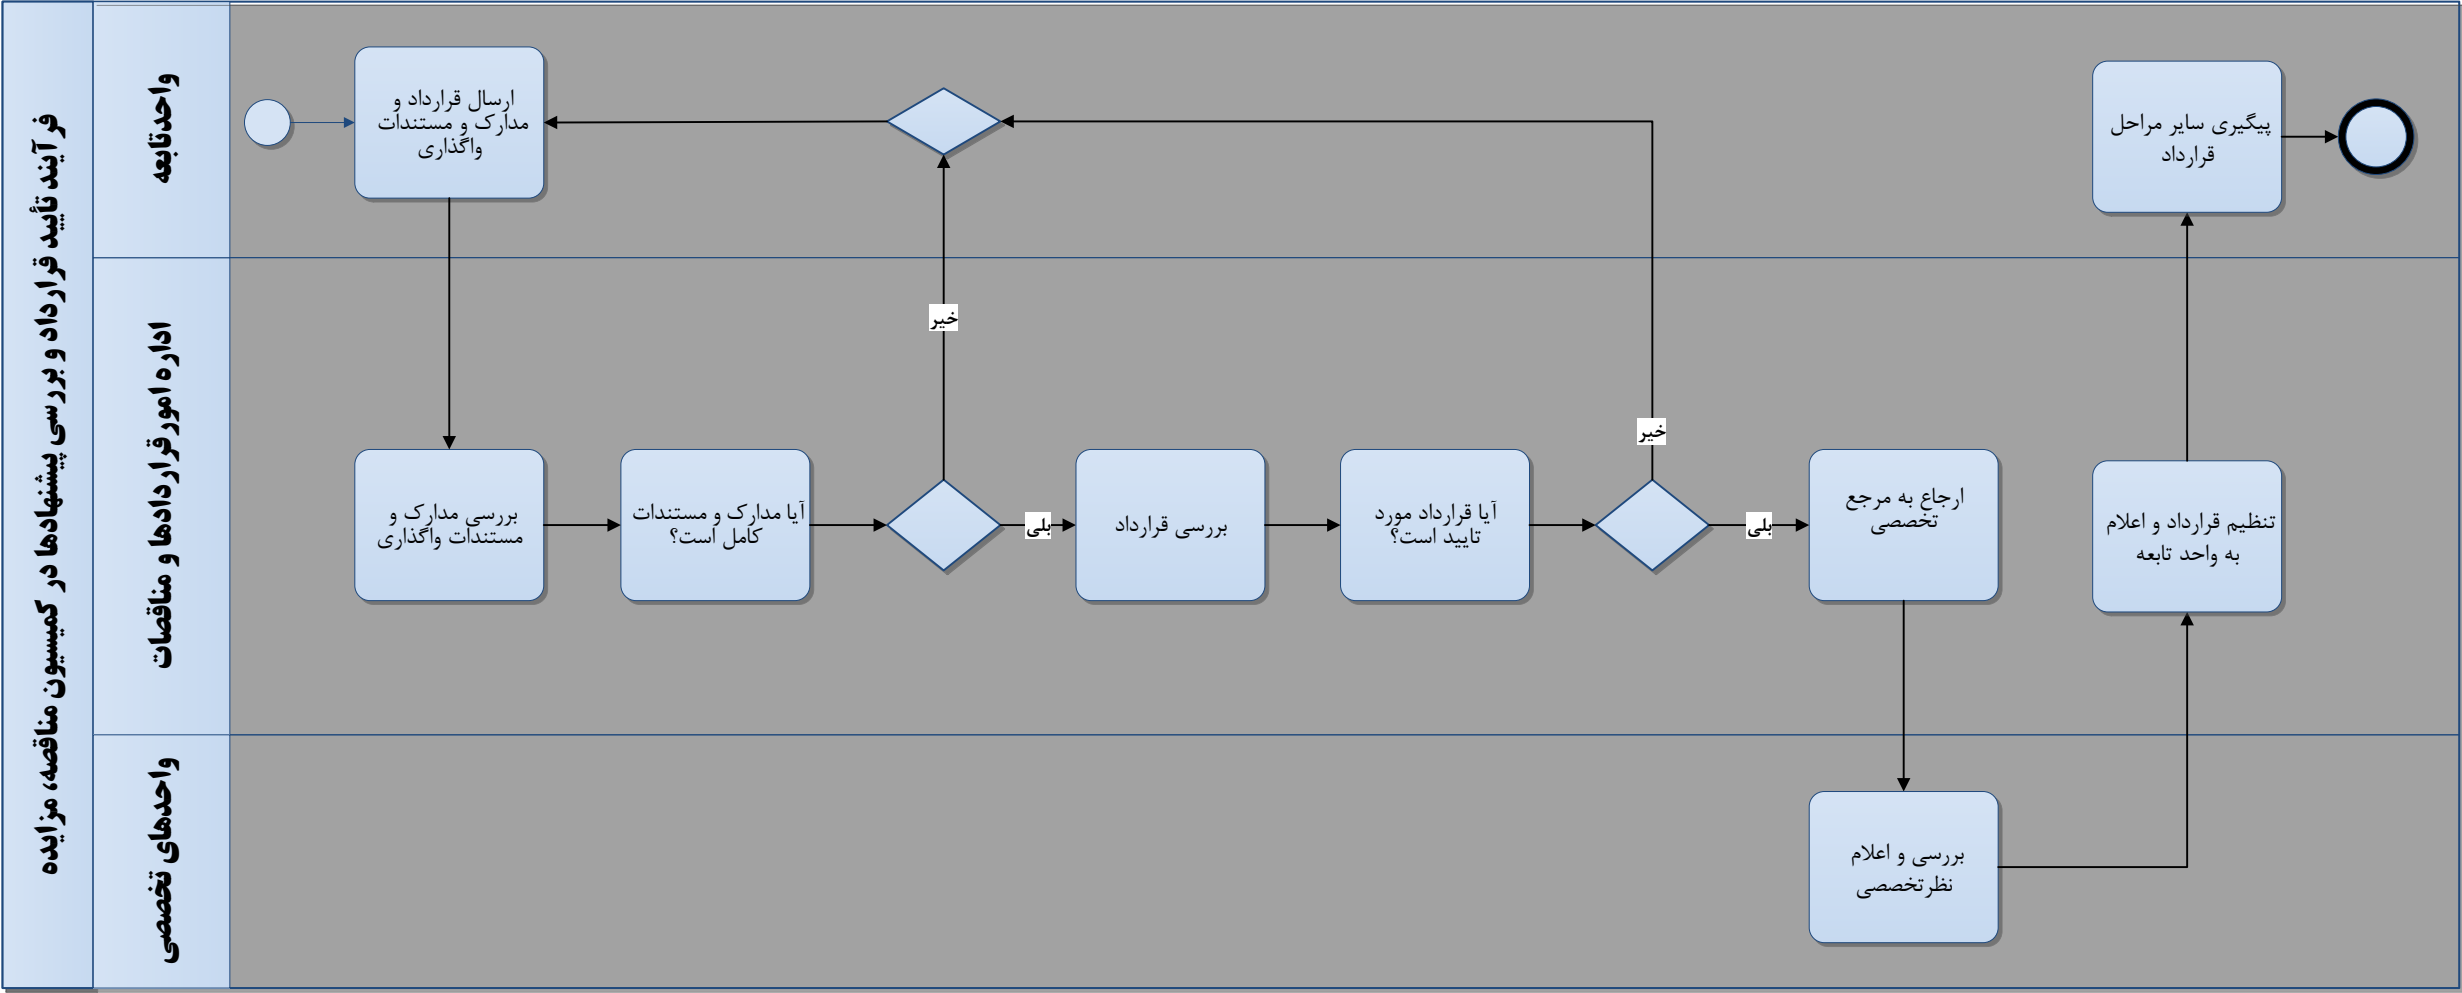 فرآیند تأیید قرارداد و بررسی پیشنهادها در کمیسیون مناقصه، مزایده
واحدتابعه
ارسال قرارداد و
مدارک و مستندات
واگذاری
پیگیری سایر مراحل
قرارداد
اداره امورقراردادها و مناقصات
خیر
خیر
بررسی مدارک و
مستندات واگذاری
آیا مدارک و مستندات
کامل است؟
بلی
بررسی قرارداد
آیا قرارداد مورد
تایید است؟
بلی
ارجاع به مرجع
تخصصی
تنظیم قرارداد و اعلام
به واحد تابعه
واحدهای تخصصی
بررسی و اعلام
نظرتخصصی